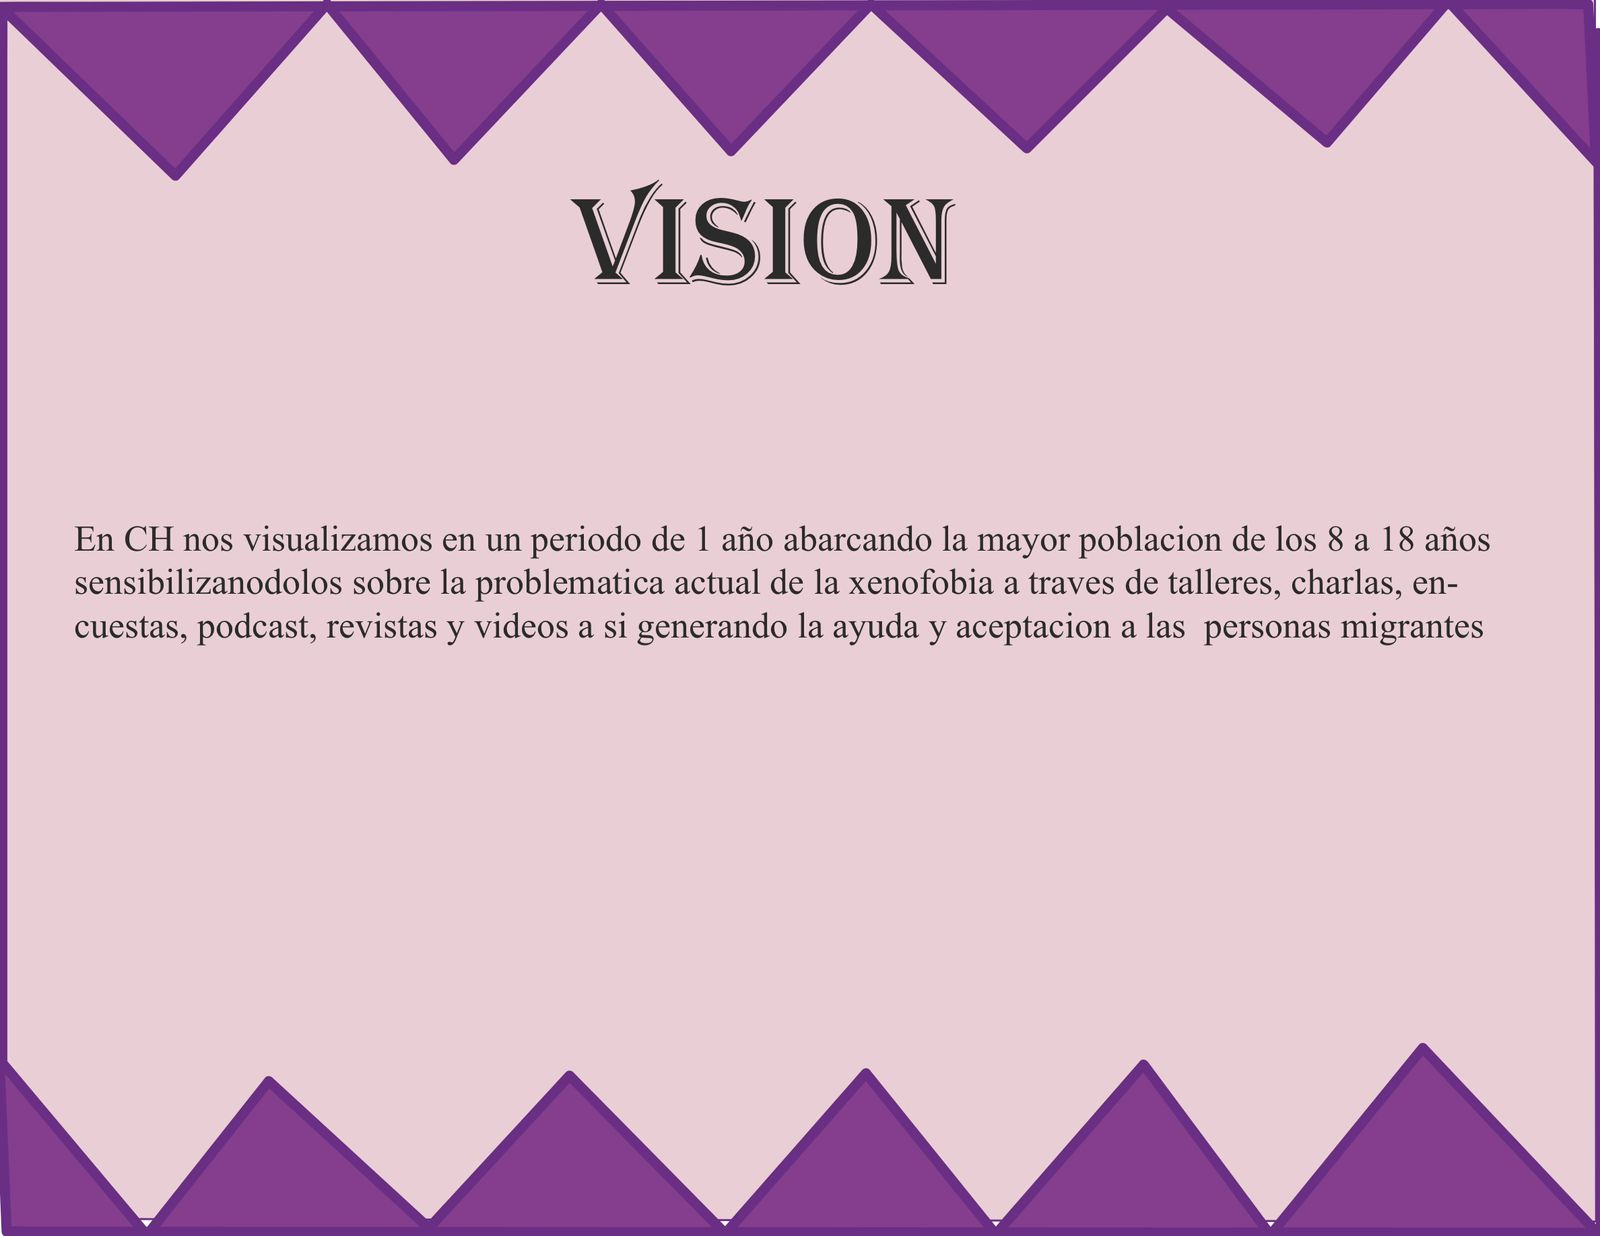 VISION
En CH nos visualizamos en un periodo de 1 año abarcando la mayor poblacion de los 8 a 18 años
sensibilizanodolos sobre la problematica actual de la xenofobia a traves de talleres, charlas, en-
cuestas, podcast, revistas y videos a si generando la ayuda y aceptacion a las  personas migrantes